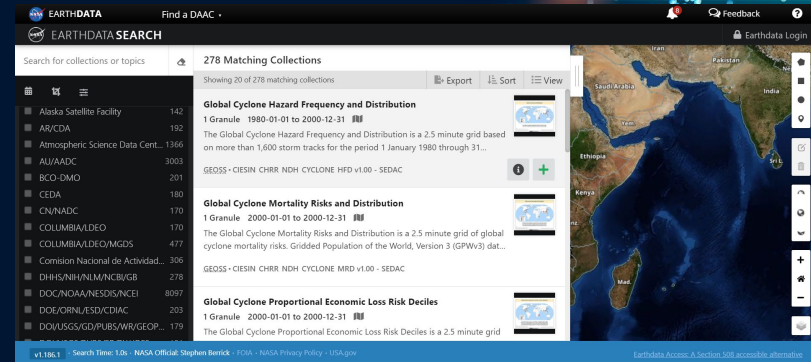 EARTHDATA
Find a DAAC
8
Feedback
?
EARTHDATA SEARCH
Earthdata Login
Search for collections or topics
278 Matching Collections
Showing 20 of 278 matching collections
Export
Sort
View
Alaska Satellite Facility 142
AR/CDA 192
Atmospheric Science Data Cent... 1366
AU/AADC 3003
BCO-DMO 201
CEDA 180
CN/NADC 170
COLUMBIA/LDEO 170
COLUMBIA/LDEO/MGDS 477
Comision Nacional de Actividad... 306
DHHS/NIH/NLM/NCBI/GB 278
DOC/NOAA/NESDIS/NCEI 8097
DOE/ORNL/ESD/CDIAC 203
DOI/USGS/GD/PUBS/WR/GEOP... 179
Global Cyclone Hazard Frequency and Distribution
1 Granule 1980-01-01 to 2000-12-31
The Global Cyclone Hazard Frequency and Distribution is a 2.5 minute grid based
on more than 1,600 storm tracks for the period 1 January 1980 through 31...
GEOSS • CIESIN CHRR NDH CYCLONE HFD v1.00 - SEDAC
Global Cyclone Mortality Risks and Distribution
1 Granule 2000-01-01 to 2000-12-31
The Global Cyclone Mortality Risks and Distribution is a 2.5 minute grid of global
cyclone mortality risks. Gridded Population of the World, Version 3 (GPWv3) dat...
GEOSS • CIESIN CHRR NDH CYCLONE MRD v1.00 - SEDAC
Global Cyclone Proportional Economic Loss Risk Deciles
1 Granule 2000-01-01 to 2000-12-31
The Global Cyclone Proportional Economic Loss Risk Deciles is a 2.5 minute grid
Iran
Pakistan
Saudi Arabia
India
Yem.
Ethiopia
Sri L.
Kenya
Mad.
v1.186.1 • Search Time: 1.0s • NASA Official: Stephen Berrick • FOIA • NASA Privacy Policy • USA.gov
Earthdata Access: A Section 508 accessible alternative